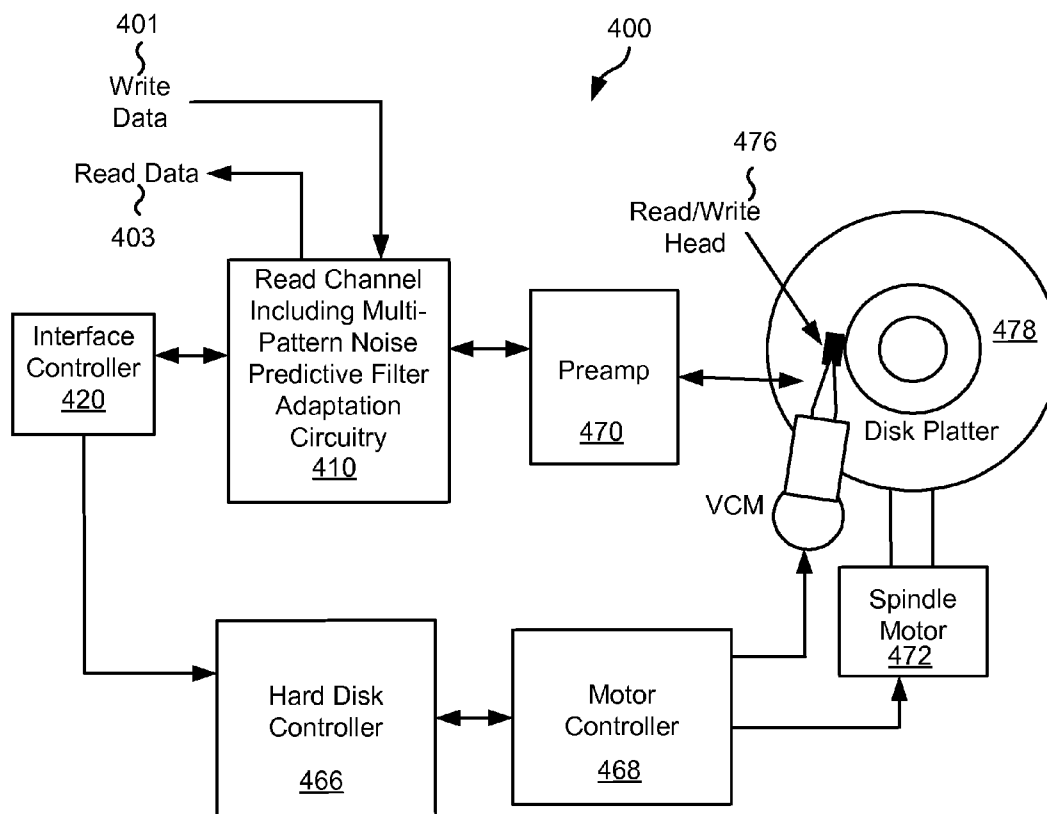 401
Write
Data
400
Read Data
403
476
Read/Write
Head
Read Channel
Including Multi-
Pattern Noise
Predictive Filter
Adaptation
Circuitry
410
Interface
Controller
420
Preamp
470
478
Disk Platter
VCM
Spindle
Motor
472
Hard Disk
Controller
466
Motor
Controller
468